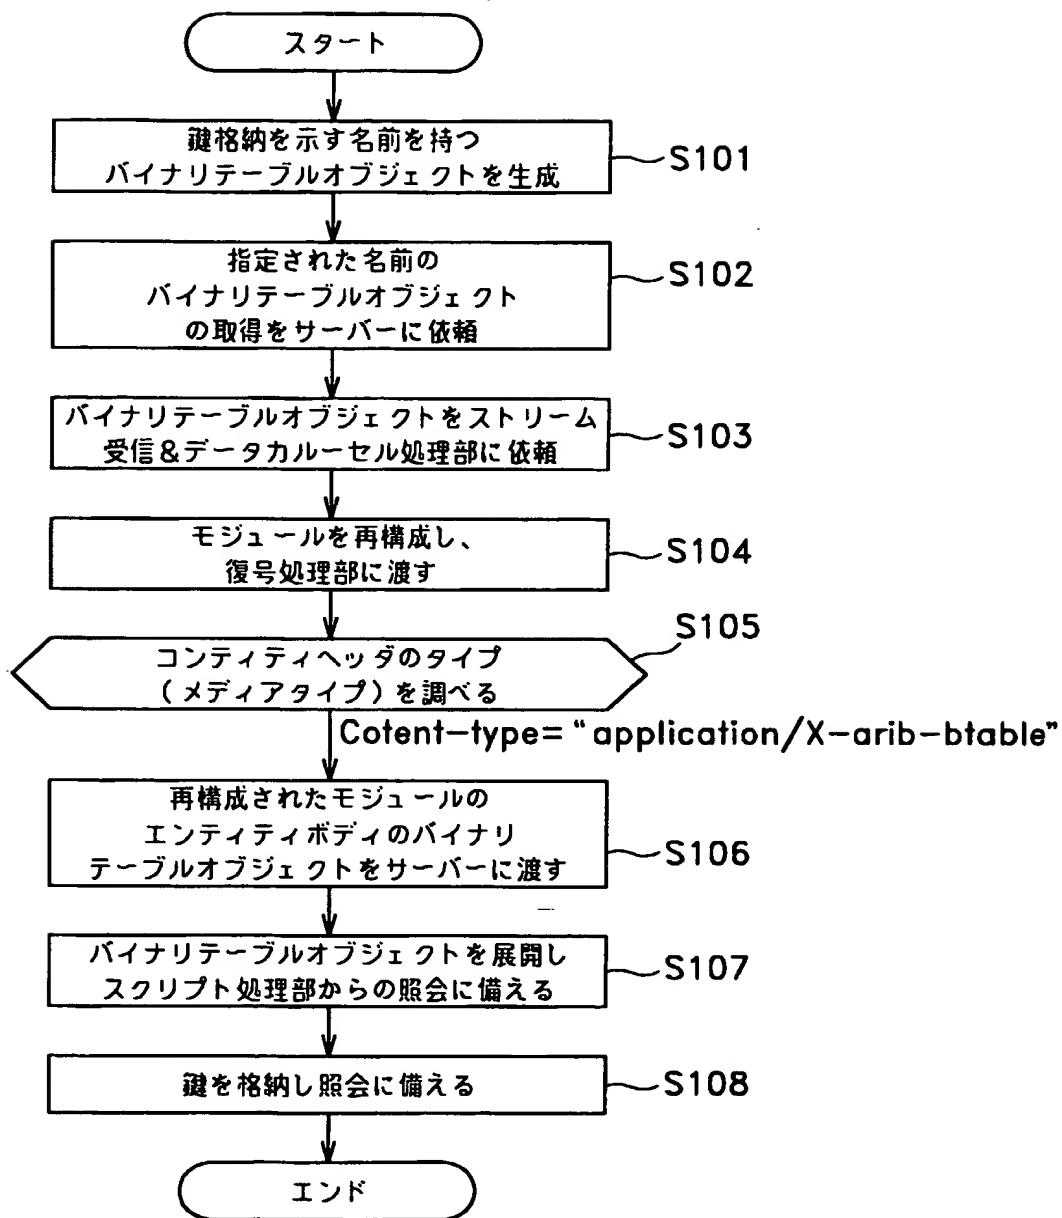 スタート
鍵格納を示す名前を持つ
バイナリテーブルオブジェクトを生成
S101
指定された名前の
バイナリテーブルオブジェクト
の取得をサーバーに依頼
S102
バイナリテーブルオブジェクトをストリーム
受信&データカルーセル処理部に依頼
S103
モジュールを再構成し、
復号処理部に渡す
S104
コンティティヘッダのタイプ
(メディアタイプ)を調べる
S105
Cotent-type="application/X-arib-btable"
再構成されたモジュールの
エンティティボディのバイナリ
テーブルオブジェクトをサーバーに渡す
S106
バイナリテーブルオブジェクトを展開し
スクリプト処理部からの照会に備える
S107
鍵を格納し照会に備える
S108
エンド